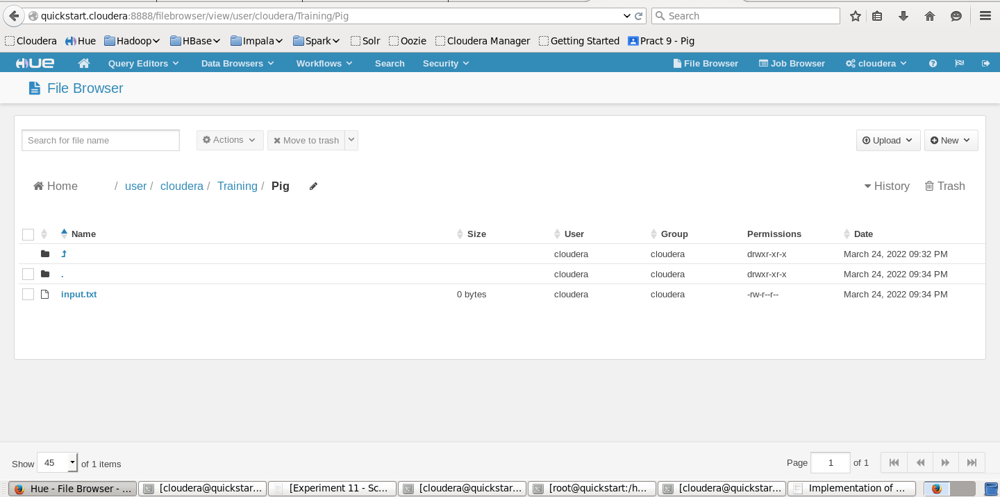 quickstart.cloudera:8888/filebrowser/view/user/cloudera/Training/Pig Search
Cloudera Hue Hadoop HBase Impala Spark Solr Oozie Cloudera Manager Getting Started Pract 9 - Pig
HUE Query Editors Data Browsers Workflows Search Security File Browser Job Browser cloudera
File Browser
Search for file name Actions Move to trash Upload New
Home / user / cloudera / Training / Pig History Trash
Name Size User Group Permissions Date
cloudera cloudera drwxr-xr-x March 24, 2022 09:32 PM
. cloudera cloudera drwxr-xr-x March 24, 2022 09:34 PM
input.txt 0 bytes cloudera cloudera -rw-r--r-- March 24, 2022 09:34 PM
Show 45 of 1 items Page 1 of 1
Hue - File Browser - ... [cloudera@quickstar... [Experiment 11 - Sc... [cloudera@quickstar... [root@quickstart:/h... [cloudera@quickstar... Implementation of ...